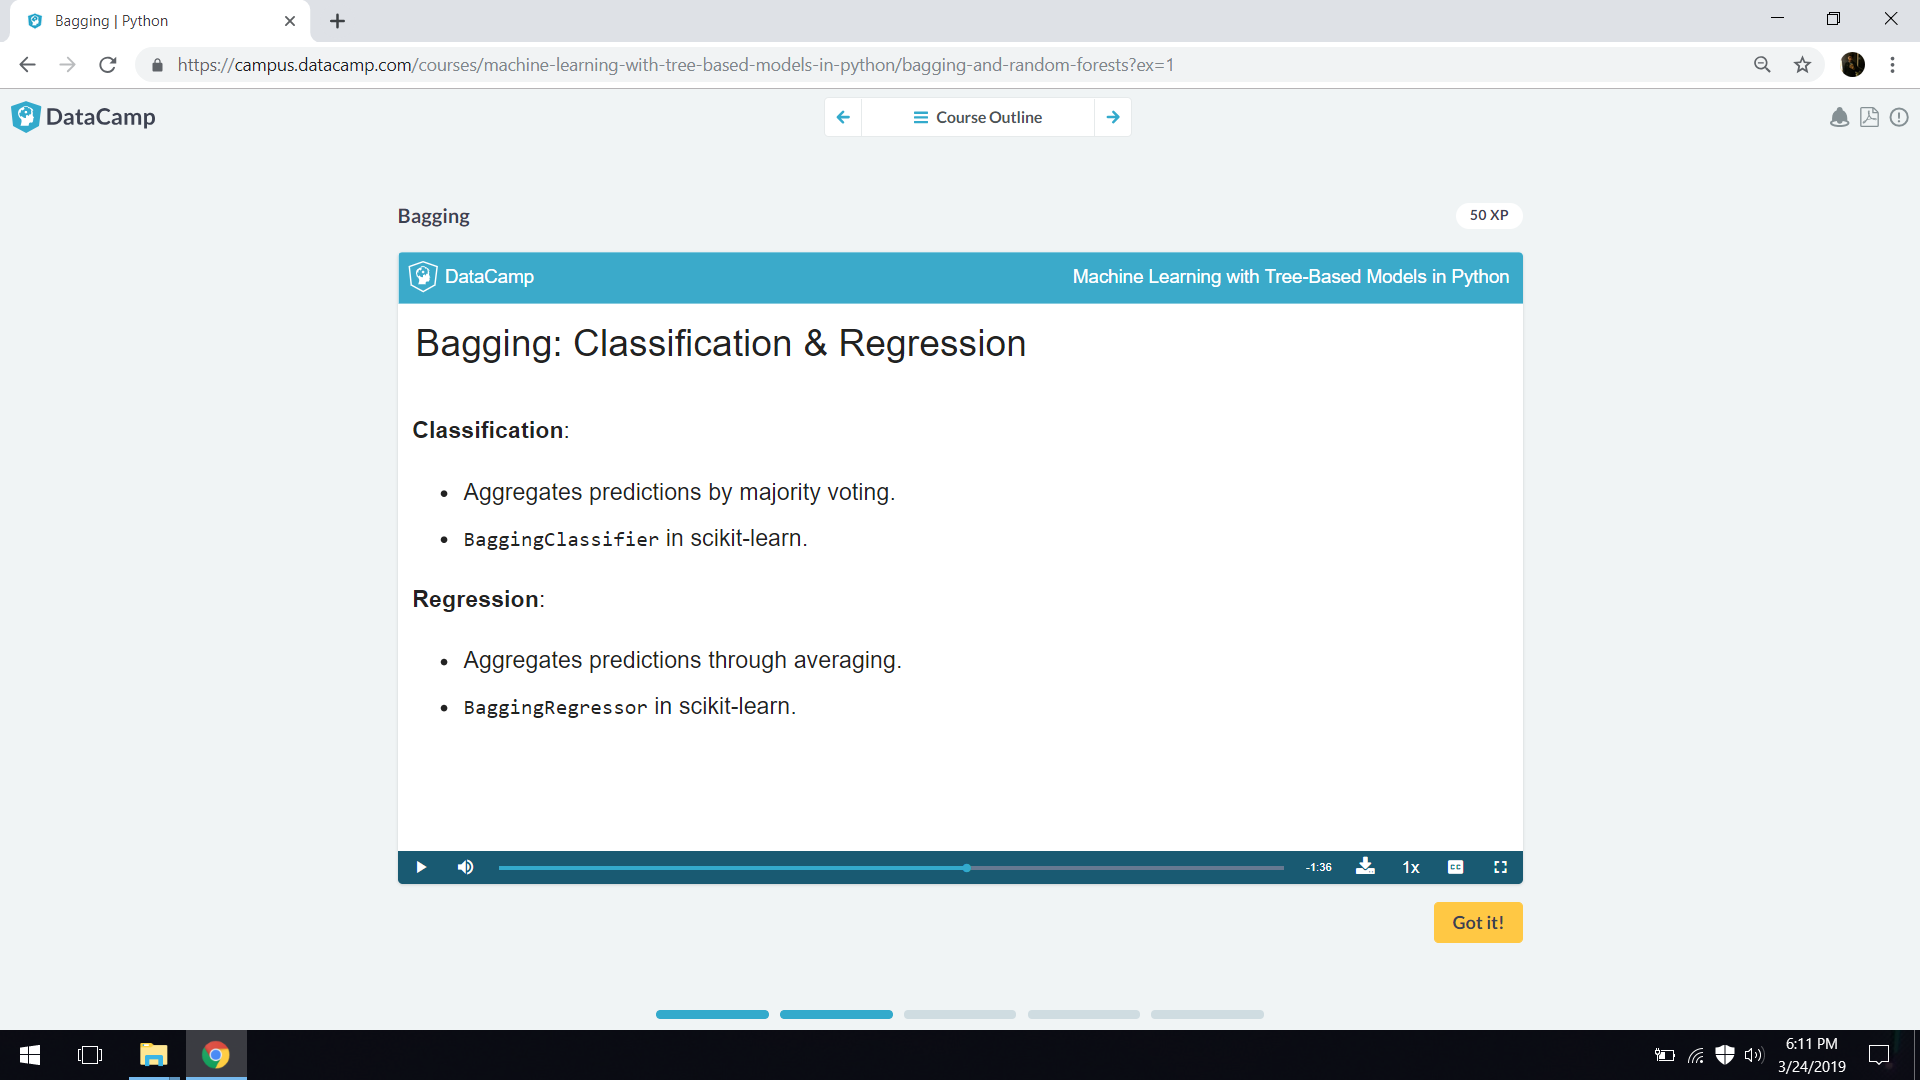 Bagging | Python
https://campus.datacamp.com/courses/machine-learning-with-tree-based-models-in-python/bagging-and-random-forests?ex=1
DataCamp
Course Outline
Bagging
50 XP
DataCamp
Machine Learning with Tree-Based Models in Python
Bagging: Classification & Regression
Classification:
• Aggregates predictions by majority voting.
• BaggingClassifier in scikit-learn.
Regression:
• Aggregates predictions through averaging.
• BaggingRegressor in scikit-learn.
-1:36
1x
CC
Got it!
6:11 PM
3/24/2019